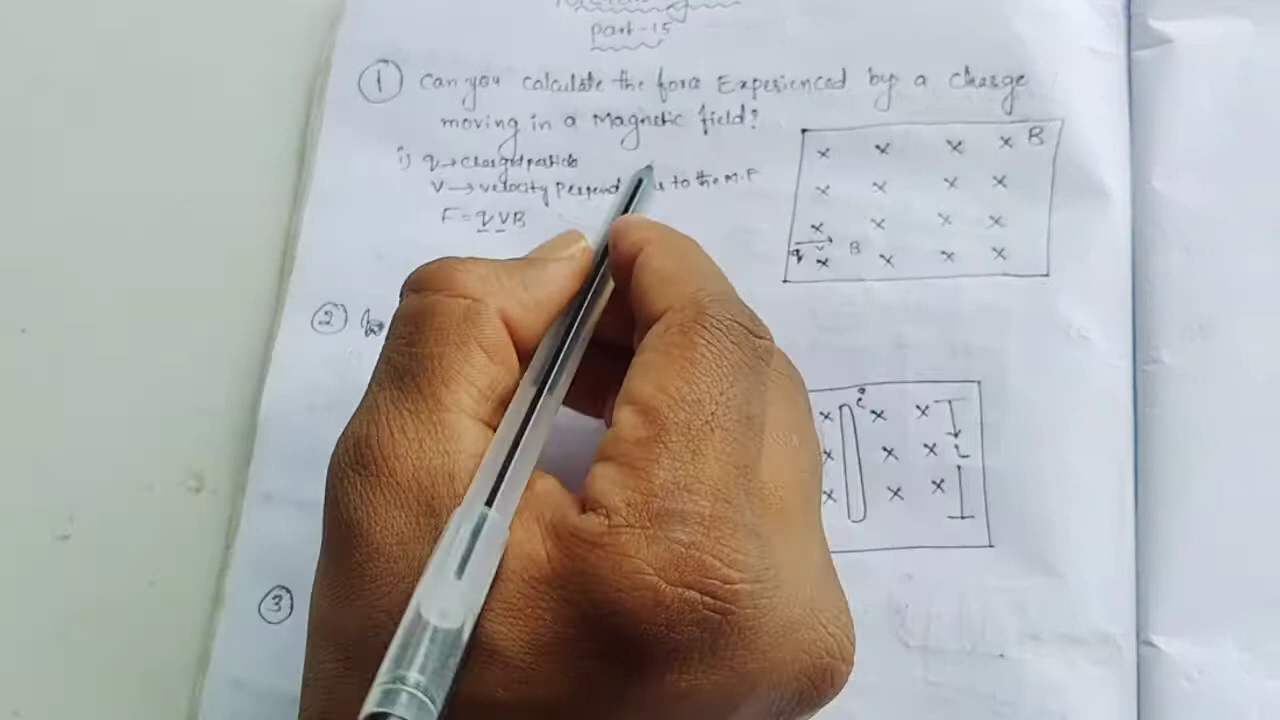 part-15
① Can you calculate the force Experienced by a charge
moving in a Magnetic field?
i) q→charged particle
v→velocity to the M.F
F = qVB
B
q v B
②
i
L
③